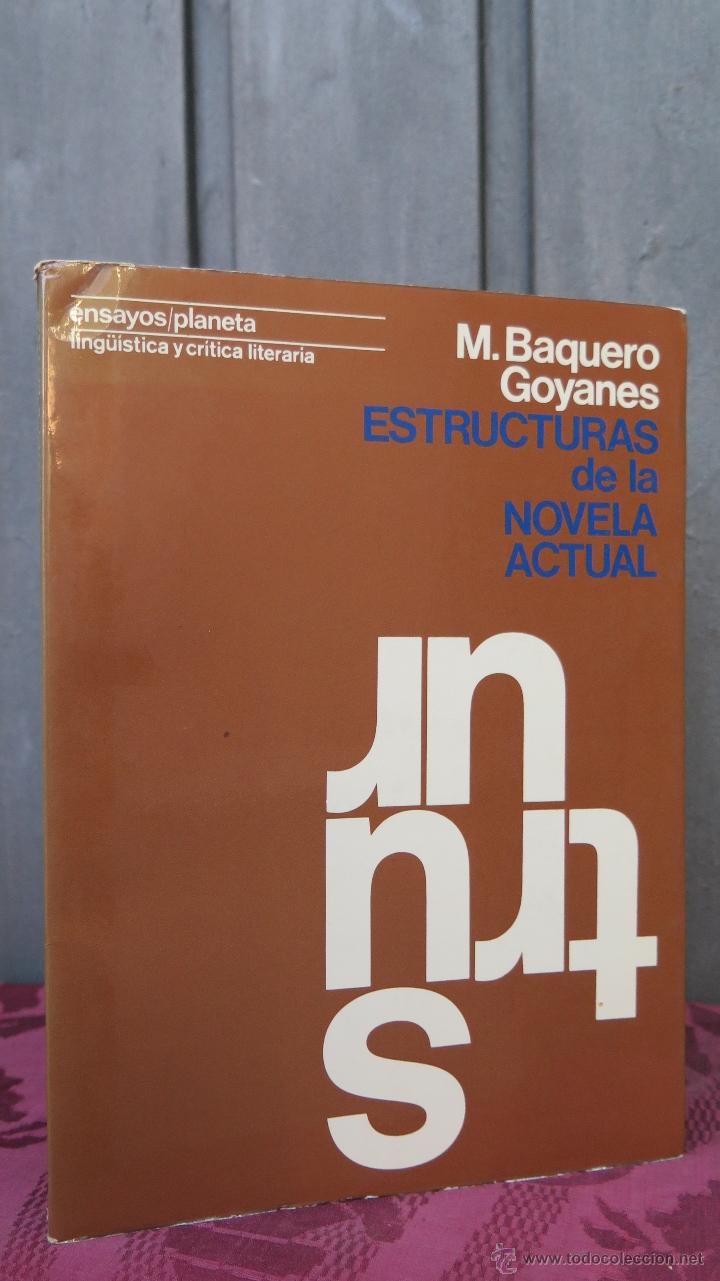 ensayos/planeta
lingüística y crítica literaria
M. Baquero
Goyanes
ESTRUCTURAS
de la
NOVELA
ACTUAL
s
© www.todocoleccion.net